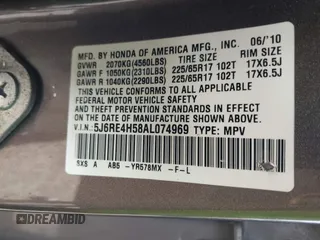 MFD. BY HONDA OF AMERICA MFG., INC. 06/'10
GVWR 2070KG(4560LBS) TIRE SIZE RIM SIZE
GAWR F 1050KG(2310LBS) 225/65R17 102T 17X6.5J
GAWR R 1040KG(2290LBS) 225/65R17 102T 17X6.5J
THIS VEHICLE CONFORMS TO ALL APPLICABLE
FEDERAL MOTOR VEHICLE SAFETY
AND THEFT PREVENTION STANDARDS IN EFFECT
ON THE DATE OF MANUFACTURE SHOWN ABOVE.
V.I.N: 5J6RE4H58AL074969 TYPE: MPV
SXS A AB5 -YR578MX -F-L
© DREAMBID
DREAMBID.COM